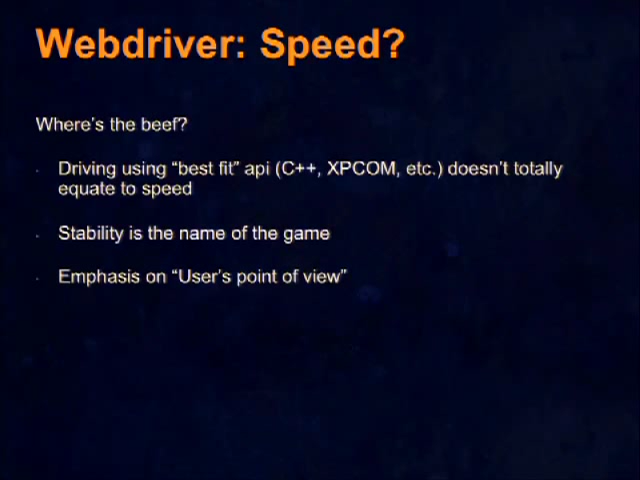 Webdriver: Speed?
Where's the beef?
Driving using “best fit” api (C++, XPCOM, etc.) doesn't totally
equate to speed
Stability is the name of the game
Emphasis on “User's point of view”